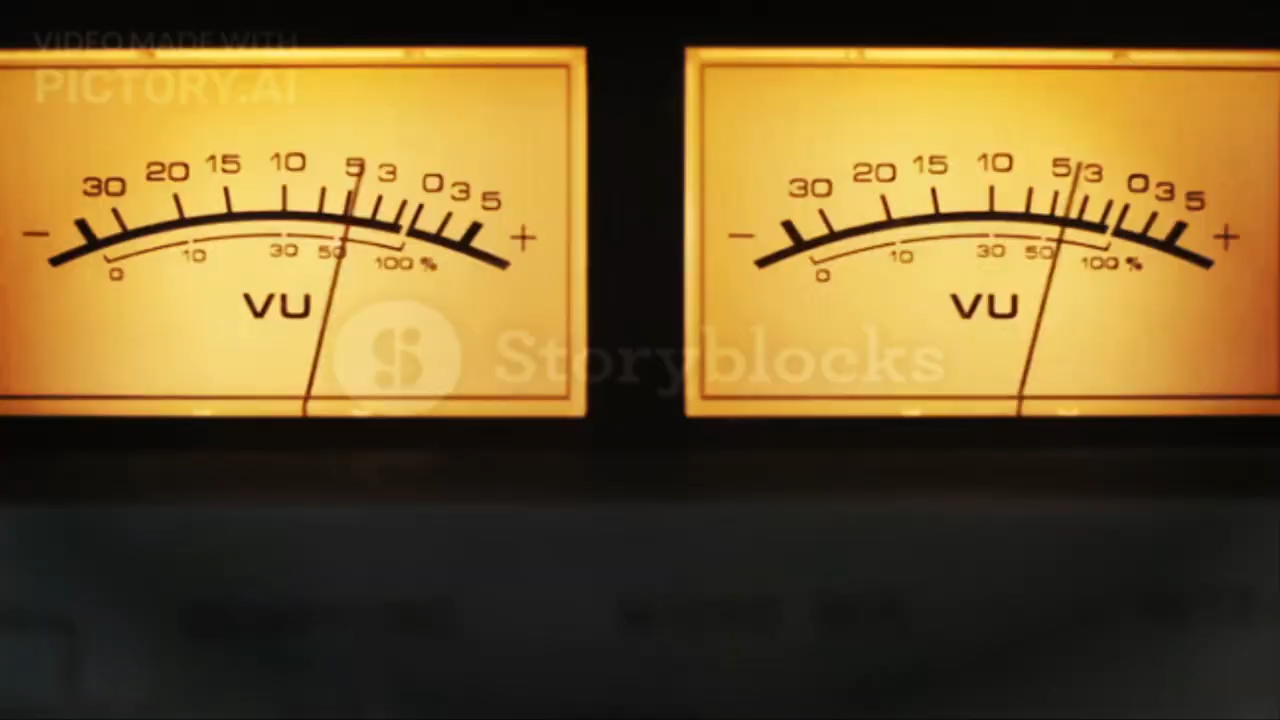 VIDEO MADE WITH
PICTORY.AI
30 20 15 10 5 3 0 3 5
- +
0 10 30 50 100 %
VU
30 20 15 10 5 3 0 3 5
- +
0 10 30 50 100 %
VU
Storyblocks